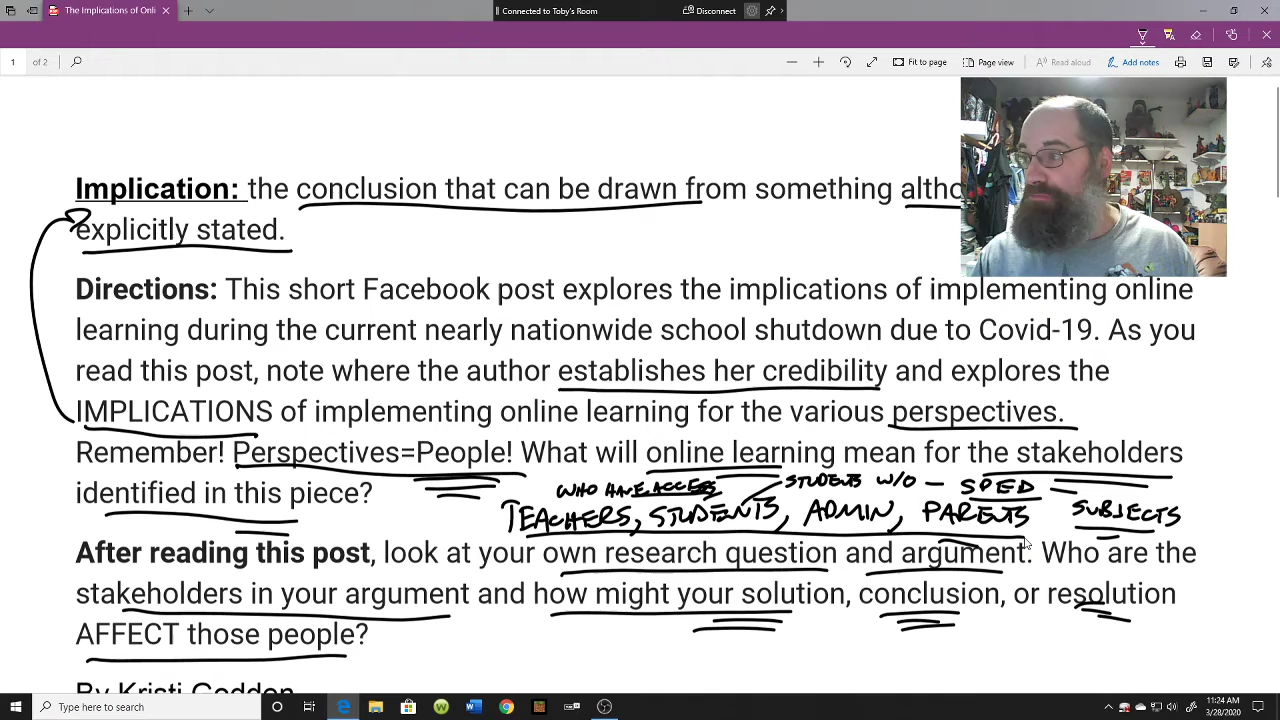 The Implications of Onli
Connected to Toby's Room
Disconnect
1 of 2
Fit to page
Page view
Read aloud
Add notes
Implication: the conclusion that can be drawn from something altho
explicitly stated.
Directions: This short Facebook post explores the implications of implementing online
learning during the current nearly nationwide school shutdown due to Covid-19. As you
read this post, note where the author establishes her credibility and explores the
IMPLICATIONS of implementing online learning for the various perspectives.
Remember! Perspectives=People! What will online learning mean for the stakeholders
identified in this piece?
WHO HAVE ACCESS STUDENTS W/O — SPED
TEACHERS, STUDENTS, ADMIN, PARENTS SUBJECTS
After reading this post, look at your own research question and argument. Who are the
stakeholders in your argument and how might your solution, conclusion, or resolution
AFFECT those people?
By Kristi Godden
Type here to search
11:24 AM
3/28/2020